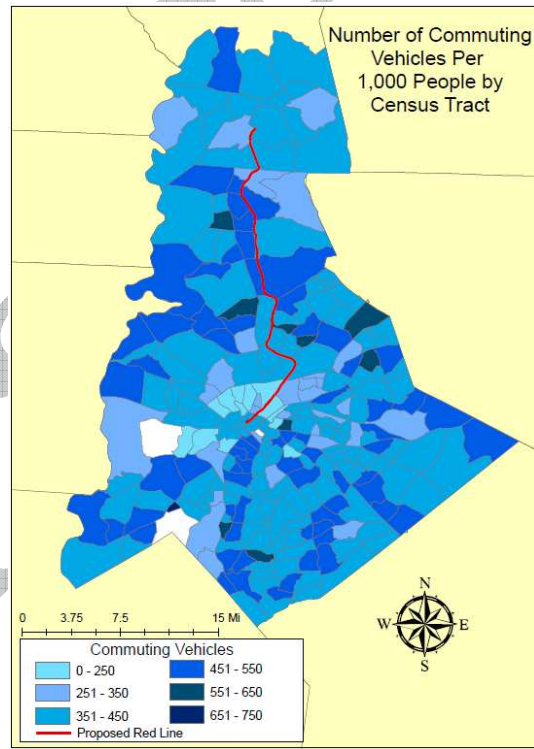 Number of Commuting
Vehicles Per
1,000 People by
Census Tract
N
W E
S
0 3.75 7.5 15 Mi
Commuting Vehicles
0 - 250 451 - 550
251 - 350 551 - 650
351 - 450 651 - 750
Proposed Red Line